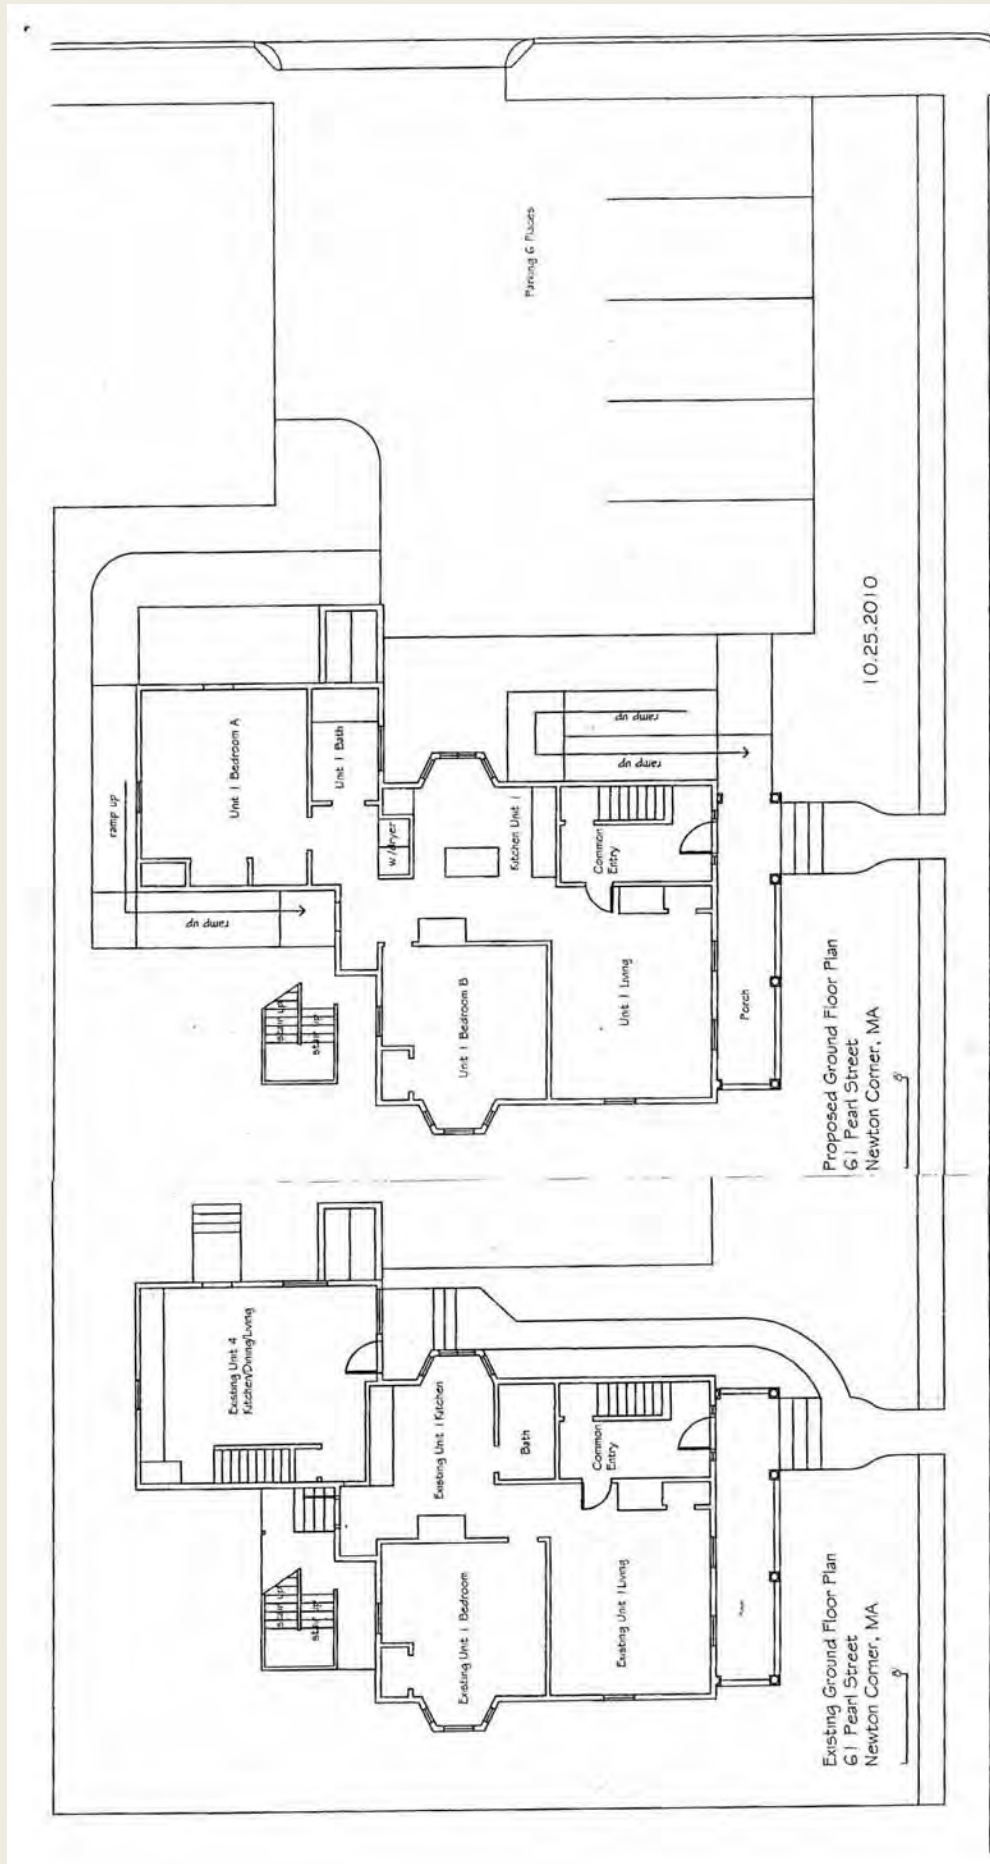 Existing Ground Floor Plan
61 Pearl Street
Newton Corner, MA
8'
Existing Unit 4
Kitchen/Dining/Living
Existing Unit 1 Kitchen
Bath
Common
Entry
stair up
stair up
Existing Unit 1 Bedroom
Existing Unit 1 Living
Proposed Ground Floor Plan
61 Pearl Street
Newton Corner, MA
8'
10.25.2010
ramp up
ramp up
Unit 1 Bedroom A
Unit 1 Bath
w/dryer
Kitchen Unit 1
Common
Entry
ramp up
ramp up
stair up
stair up
Unit 1 Bedroom B
Unit 1 Living
Porch
Parking 6 Places